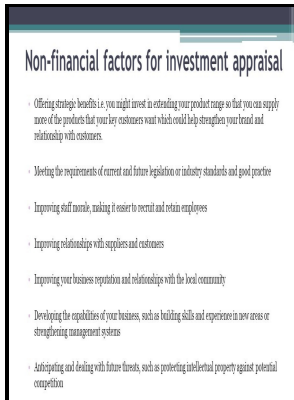 Non-financial factors for investment appraisal
Offering strategic benefits i.e. you might invest in extending your product range so that you can supply
more of the products that your key customers want which could help strengthen your brand and
relationship with customers.
Meeting the requirements of current and future legislation or industry standards and good practice
Improving staff morale, making it easier to recruit and retain employees
Improving relationships with suppliers and customers
Improving your business reputation and relationships with the local community
Developing the capabilities of your business, such as building skills and experience in new areas or
strengthening management systems
Anticipating and dealing with future threats, such as protecting intellectual property against potential
competition